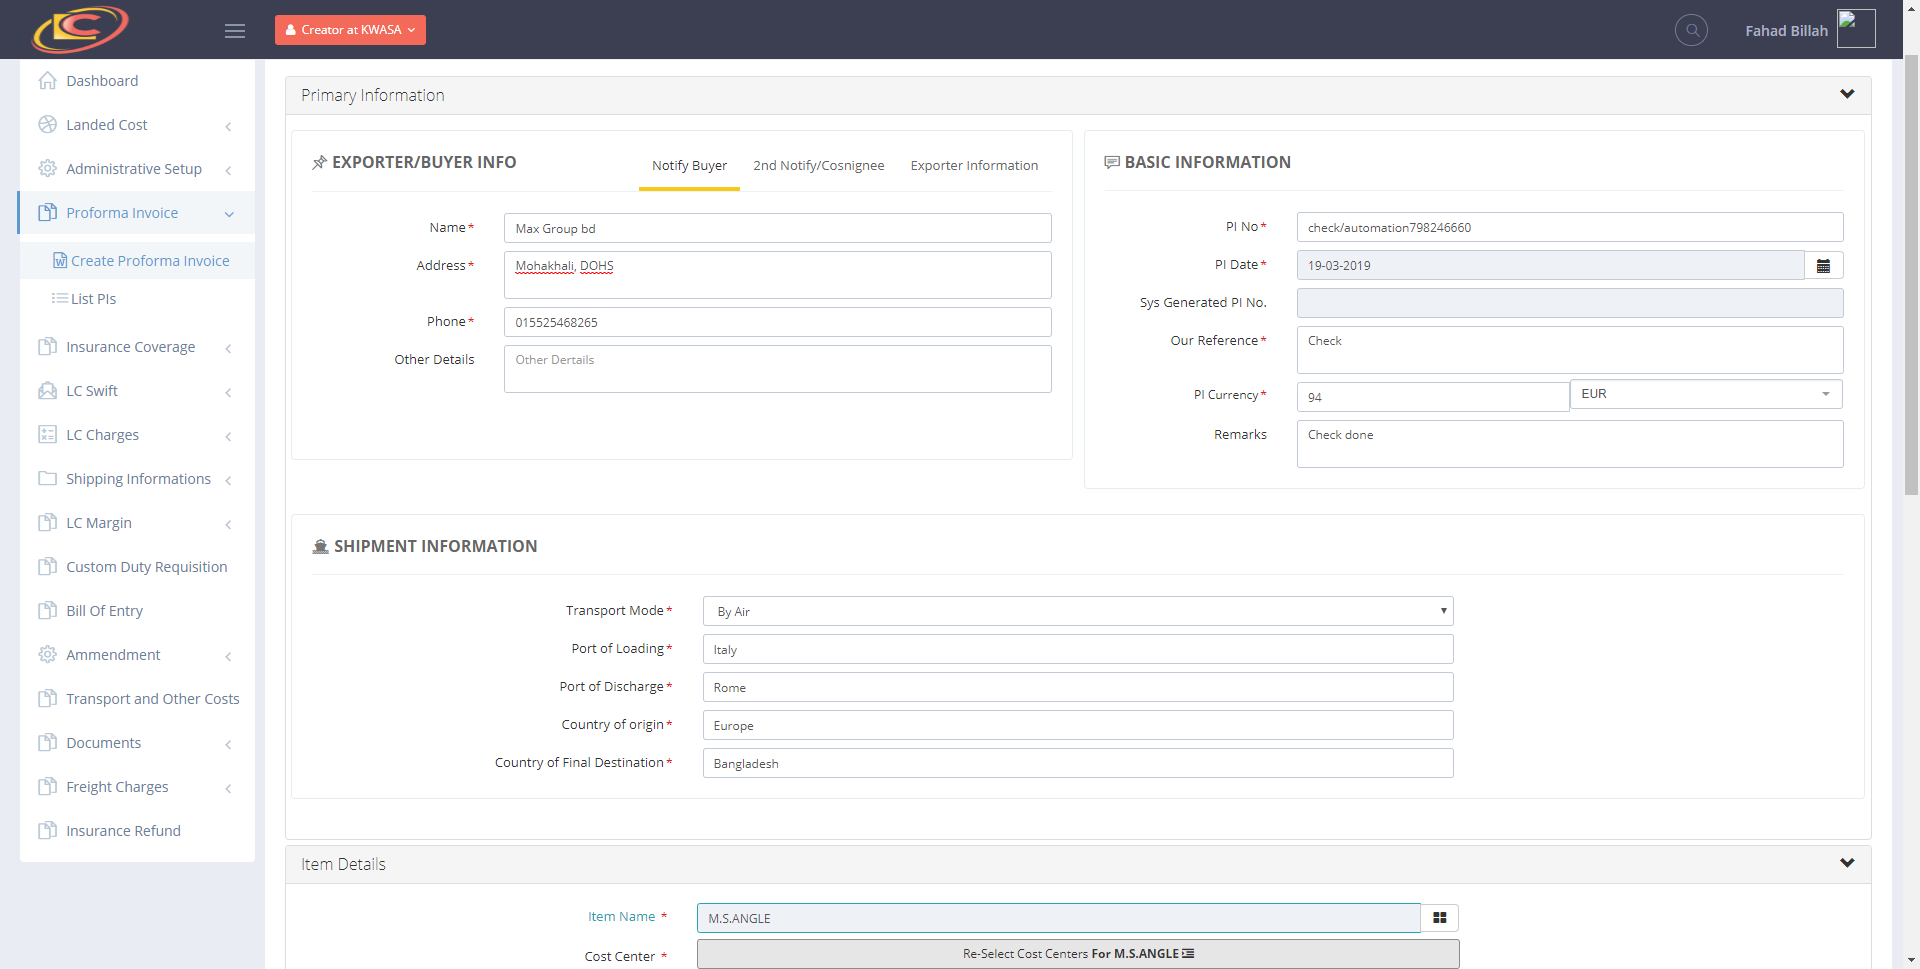 Creator at KWASA
Fahad Billah
Dashboard
Landed Cost
Administrative Setup
Proforma Invoice
Create Proforma Invoice
List PIs
Insurance Coverage
LC Swift
LC Charges
Shipping Informations
LC Margin
Custom Duty Requisition
Bill Of Entry
Ammendment
Transport and Other Costs
Documents
Freight Charges
Insurance Refund
Primary Information
EXPORTER/BUYER INFO
Notify Buyer
2nd Notify/Cosnignee
Exporter Information
Name*
Max Group bd
Address*
Mohakhali, DOHS
Phone*
015525468265
Other Details
Other Dertails
BASIC INFORMATION
PI No*
check/automation798246660
PI Date*
19-03-2019
Sys Generated PI No.
Our Reference*
Check
PI Currency*
94
EUR
Remarks
Check done
SHIPMENT INFORMATION
Transport Mode*
By Air
Port of Loading*
Italy
Port of Discharge*
Rome
Country of origin*
Europe
Country of Final Destination*
Bangladesh
Item Details
Item Name *
M.S.ANGLE
Cost Center *
Re-Select Cost Centers For M.S.ANGLE